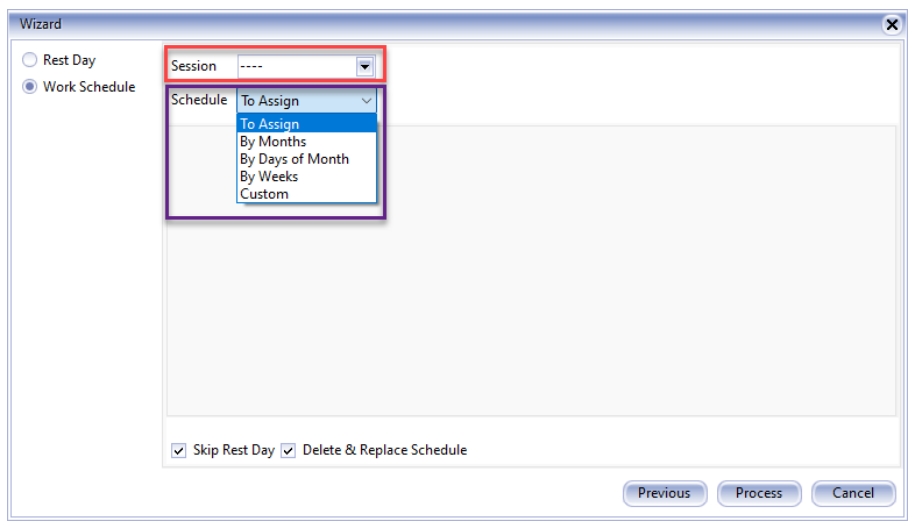 Wizard
Rest Day
Work Schedule
Session ----
Schedule To Assign
To Assign
By Months
By Days of Month
By Weeks
Custom
Skip Rest Day Delete & Replace Schedule
Previous Process Cancel